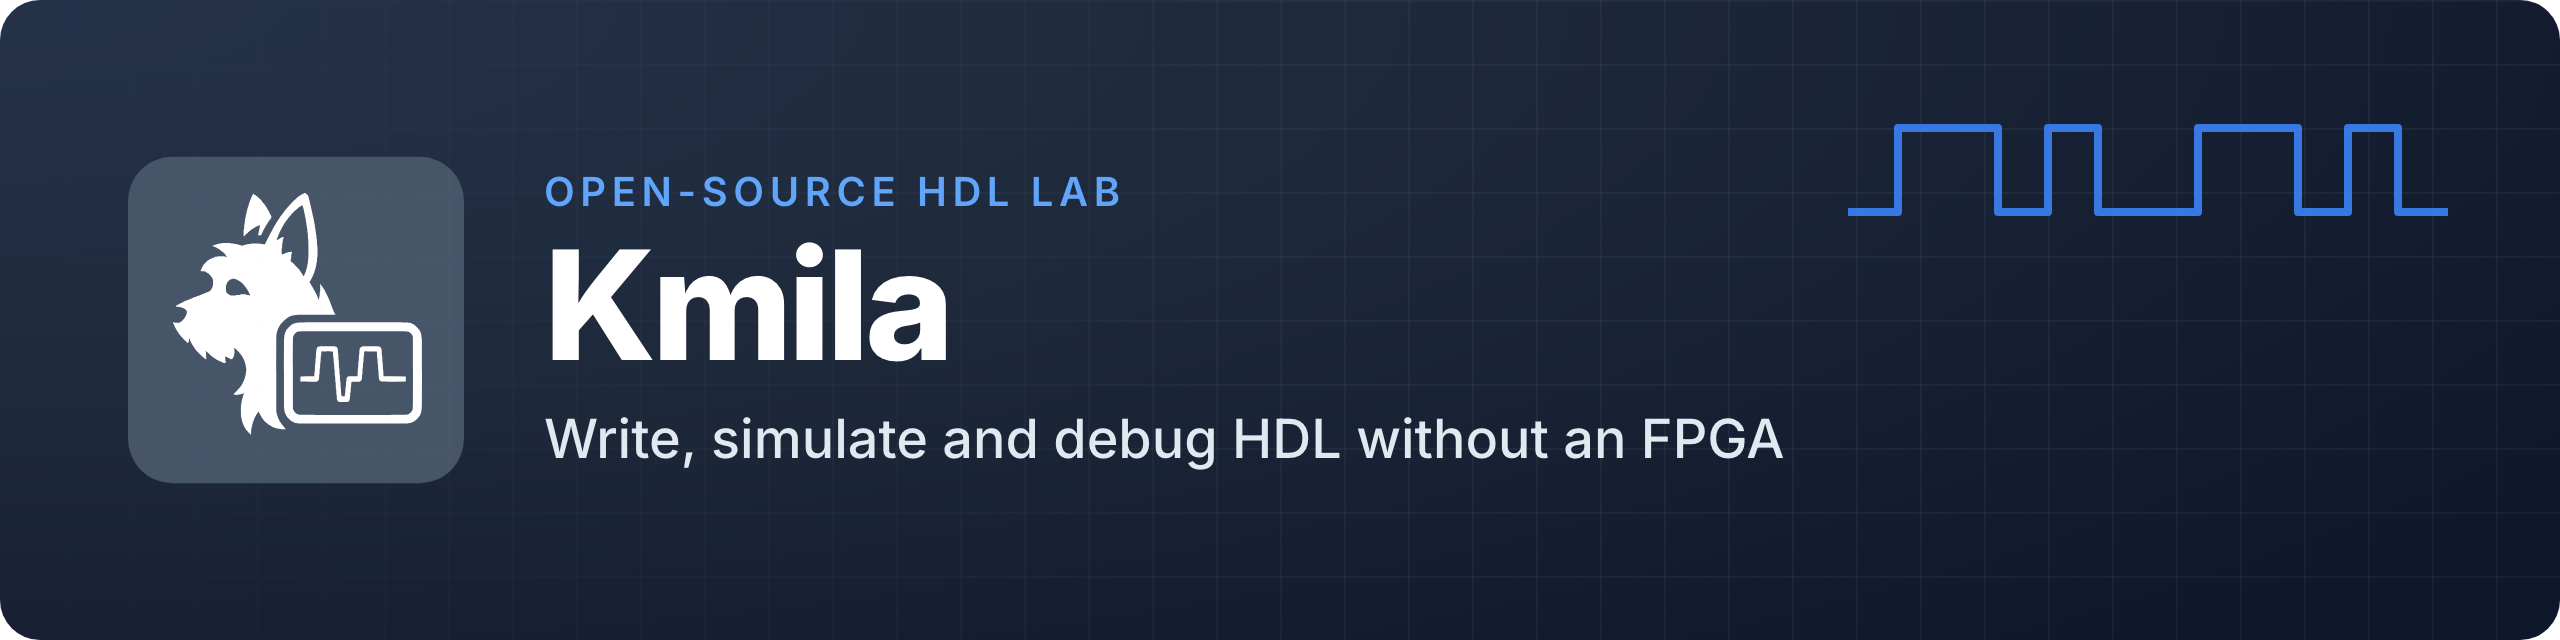 OPEN-SOURCE HDL LAB
Kmila
Write, simulate and debug HDL without an FPGA